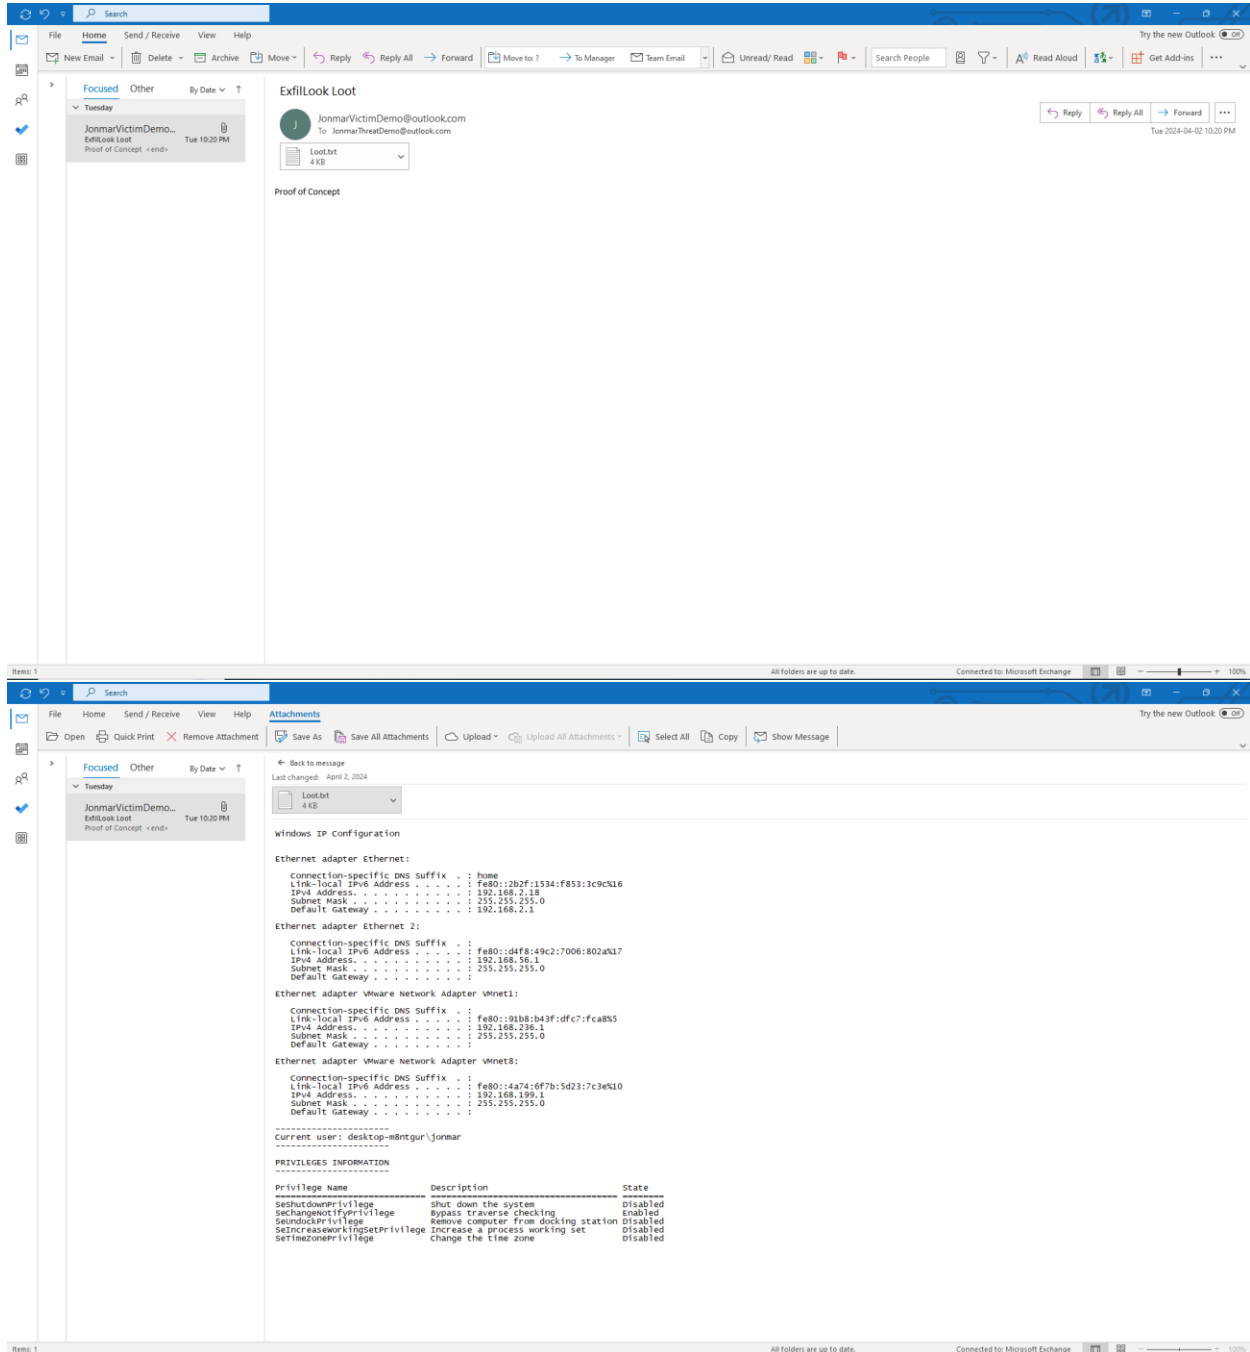 Search
File Home Send / Receive View Help
Try the new Outlook Off
New Email Delete Archive Move Reply Reply All Forward Move to: ? To Manager Team Email Unread/ Read Search People Read Aloud Get Add-ins
Focused Other By Date
Tuesday
JonmarVictimDemo...
ExfilLook Loot Tue 10:20 PM
Proof of Concept <end>
ExfilLook Loot
J
JonmarVictimDemo@outlook.com
To JonmarThreatDemo@outlook.com
Reply Reply All Forward
Tue 2024-04-02 10:20 PM
Loot.txt
4 KB
Proof of Concept
Items: 1 All folders are up to date. Connected to: Microsoft Exchange 100%
Search
File Home Send / Receive View Help Attachments
Try the new Outlook Off
Open Quick Print Remove Attachment Save As Save All Attachments Upload Upload All Attachments Select All Copy Show Message
Focused Other By Date
Tuesday
JonmarVictimDemo...
ExfilLook Loot Tue 10:20 PM
Proof of Concept <end>
Back to message
Last changed: April 2, 2024
Loot.txt
4 KB
Windows IP Configuration
Ethernet adapter Ethernet:
Connection-specific DNS Suffix . : home
Link-local IPv6 Address . . . . . : fe80::2b2f:1534:f853:3c9c%16
IPv4 Address. . . . . . . . . . . : 192.168.2.18
Subnet Mask . . . . . . . . . . . : 255.255.255.0
Default Gateway . . . . . . . . . : 192.168.2.1
Ethernet adapter Ethernet 2:
Connection-specific DNS Suffix . :
Link-local IPv6 Address . . . . . : fe80::d4f8:49c2:7006:802a%17
IPv4 Address. . . . . . . . . . . : 192.168.56.1
Subnet Mask . . . . . . . . . . . : 255.255.255.0
Default Gateway . . . . . . . . . :
Ethernet adapter VMware Network Adapter VMnet1:
Connection-specific DNS Suffix . :
Link-local IPv6 Address . . . . . : fe80::91b8:b43f:dfc7:fca8%5
IPv4 Address. . . . . . . . . . . : 192.168.236.1
Subnet Mask . . . . . . . . . . . : 255.255.255.0
Default Gateway . . . . . . . . . :
Ethernet adapter VMware Network Adapter VMnet8:
Connection-specific DNS Suffix . :
Link-local IPv6 Address . . . . . : fe80::4a74:6f7b:5d23:7c3e%10
IPv4 Address. . . . . . . . . . . : 192.168.199.1
Subnet Mask . . . . . . . . . . . : 255.255.255.0
Default Gateway . . . . . . . . . :
----------------------
Current user: desktop-m8ntgur\jonmar
----------------------
PRIVILEGES INFORMATION
----------------------
Privilege Name Description State
============================= ==================================== ========
SeShutdownPrivilege Shut down the system Disabled
SeChangeNotifyPrivilege Bypass traverse checking Enabled
SeUndockPrivilege Remove computer from docking station Disabled
SeIncreaseWorkingSetPrivilege Increase a process working set Disabled
SeTimeZonePrivilege Change the time zone Disabled
Items: 1 All folders are up to date. Connected to: Microsoft Exchange 100%